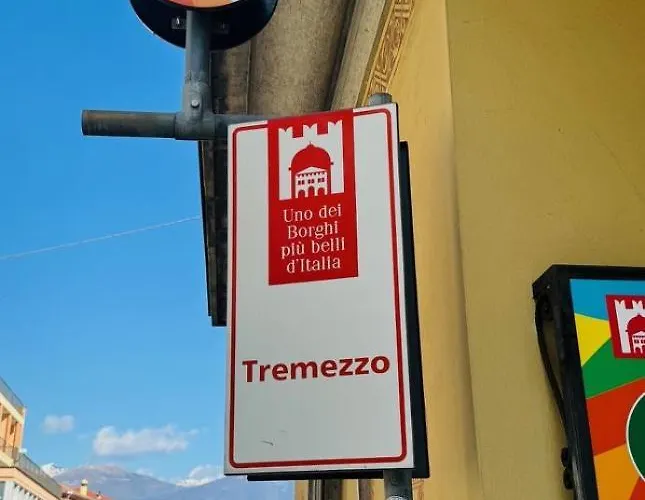 Uno dei
Borghi
più belli
d'Italia
Tremezzo